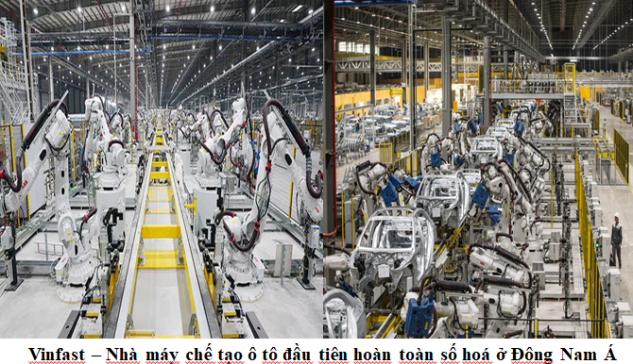 Vinfast – Nhà máy chế tạo ô tô đầu tiên hoàn toàn số hoá ở Đông Nam Á